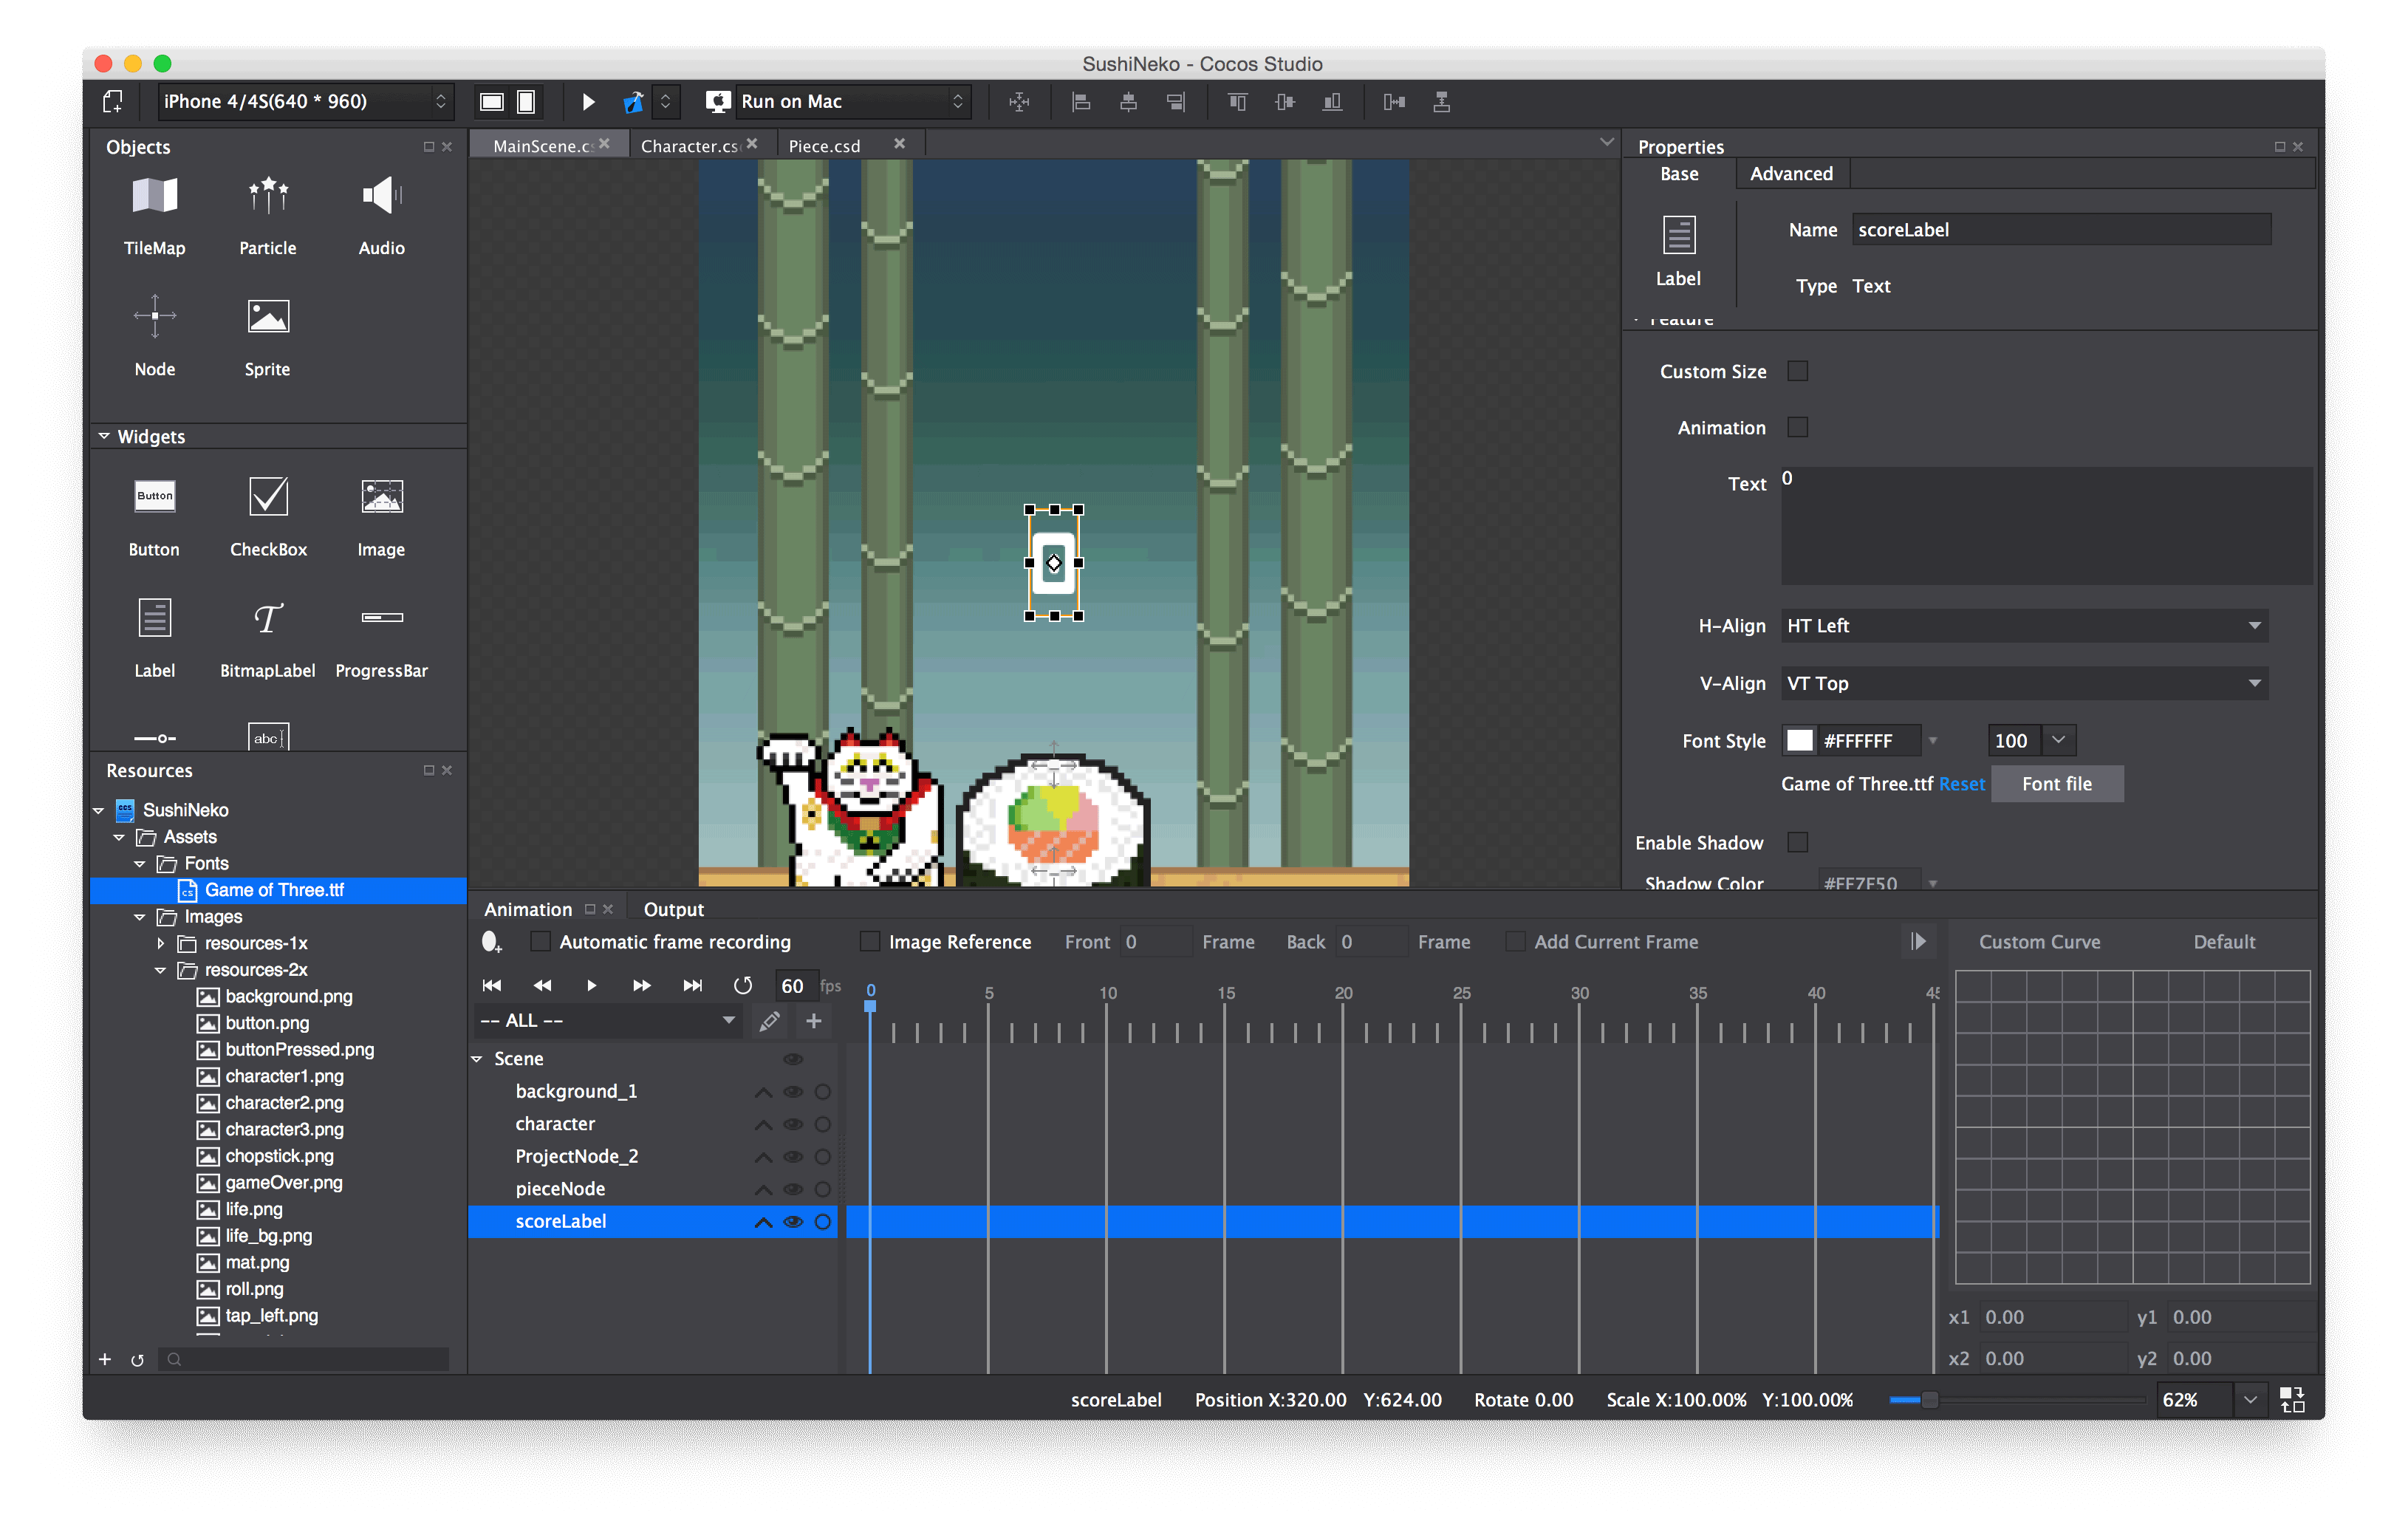 SushiNeko - Cocos Studio
iPhone 4/4S(640 * 960)
Run on Mac
Objects
TileMap
Particle
Audio
Node
Sprite
Widgets
Button
Button
CheckBox
Image
Label
BitmapLabel
ProgressBar
abc
Resources
SushiNeko
Assets
Fonts
Game of Three.ttf
Images
resources-1x
resources-2x
background.png
button.png
buttonPressed.png
character1.png
character2.png
character3.png
chopstick.png
gameOver.png
life.png
life_bg.png
mat.png
roll.png
tap_left.png
MainScene.c
Character.cs
Piece.csd
0
Properties
Base
Advanced
Label
Name
scoreLabel
Type
Text
Feature
Custom Size
Animation
Text
0
H-Align
HT Left
V-Align
VT Top
Font Style
#FFFFFF
100
Game of Three.ttf
Reset
Font file
Enable Shadow
Shadow Color
#FF7F50
Animation
Output
Automatic frame recording
Image Reference
Front
0
Frame
Back
0
Frame
Add Current Frame
60
fps
0
5
10
15
20
25
30
35
40
45
-- ALL --
Scene
background_1
character
ProjectNode_2
pieceNode
scoreLabel
Custom Curve
Default
x1
0.00
y1
0.00
x2
0.00
y2
0.00
scoreLabel
Position X:320.00
Y:624.00
Rotate 0.00
Scale X:100.00%
Y:100.00%
62%